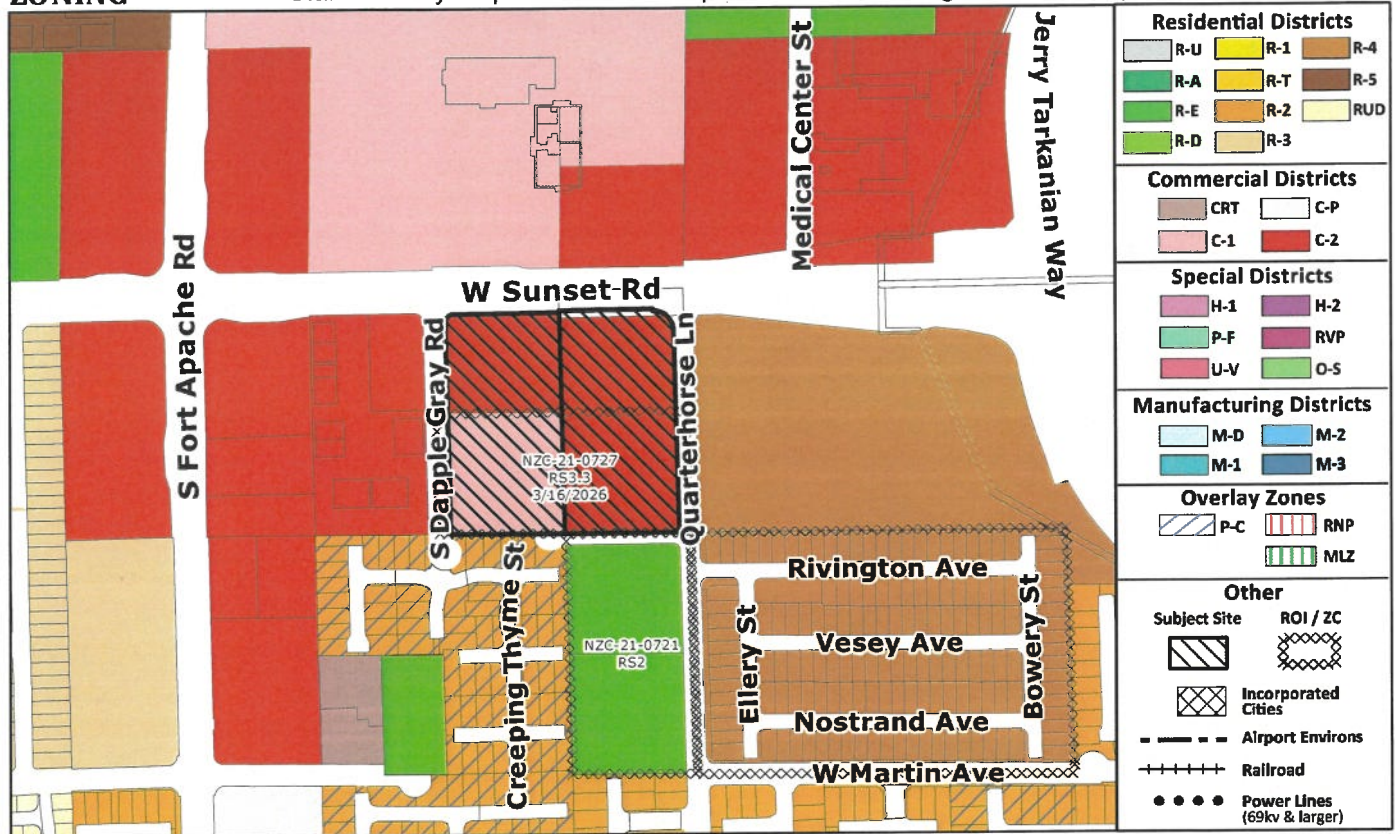 ZONING
S Fort Apache Rd
Medical Center St
Jerry Tarkanian Way
W Sunset Rd
S Dapple Gray Rd
Quarterhorse Ln
NZC-21-0727
RS3.3
3/16/2026
Creeping Thyme St
NZC-21-0721
RS2
Rivington Ave
Vesey Ave
Nostrand Ave
W Martin Ave
Ellery St
Bowery St
Residential Districts
R-U R-1 R-4
R-A R-T R-5
R-E R-2 RUD
R-D R-3
Commercial Districts
CRT C-P
C-1 C-2
Special Districts
H-1 H-2
P-F RVP
U-V O-S
Manufacturing Districts
M-D M-2
M-1 M-3
Overlay Zones
P-C RNP
MLZ
Other
Subject Site ROI / ZC
Incorporated
Cities
Airport Environs
Railroad
Power Lines
(69kv & larger)